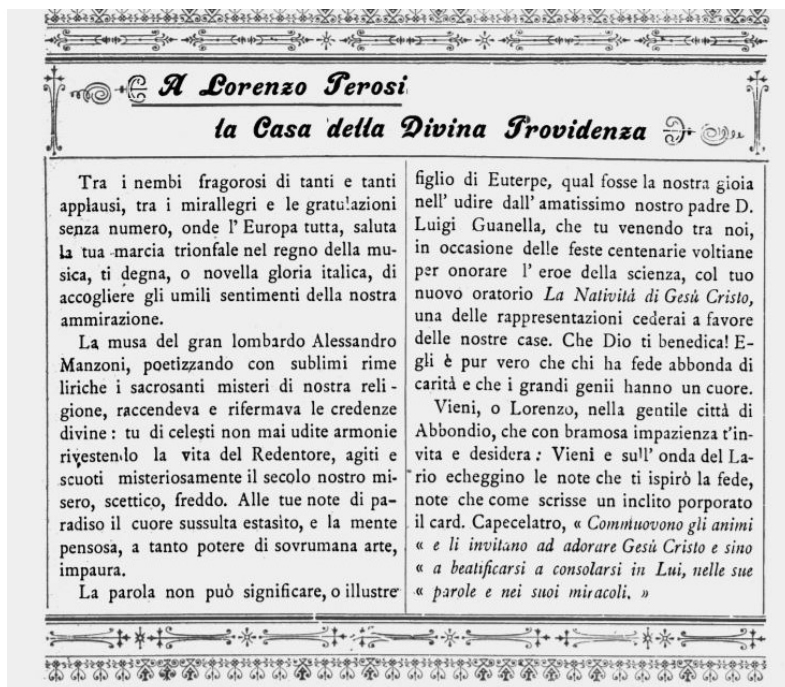 A Lorenzo Perosi
la Casa della Divina Providenza
Tra i nembi fragorosi di tanti e tanti
applausi, tra i mirallegri e le gratulazioni
senza numero, onde l' Europa tutta, saluta
la tua marcia trionfale nel regno della mu-
sica, ti degna, o novella gloria italica, di
accogliere gli umili sentimenti della nostra
ammirazione.
La musa del gran lombardo Alessandro
Manzoni, poetizzando con sublimi rime
liriche i sacrosanti misteri di nostra reli-
gione, raccendeva e rifermava le credenze
divine : tu di celesti non mai udite armonie
rivestendo la vita del Redentore, agiti e
scuoti misteriosamente il secolo nostro mi-
sero, scettico, freddo. Alle tue note di pa-
radiso il cuore sussulta estasito, e la mente
pensosa, a tanto potere di sovrumana arte,
impaura.
La parola non può significare, o illustre
figlio di Euterpe, qual fosse la nostra gioia
nell' udire dall' amatissimo nostro padre D.
Luigi Guanella, che tu venendo tra noi,
in occasione delle feste centenarie voltiane
per onorare l' eroe della scienza, col tuo
nuovo oratorio La Natività di Gesù Cristo,
una delle rappresentazioni cederai a favore
delle nostre case. Che Dio ti benedica! E-
gli è pur vero che chi ha fede abbonda di
carità e che i grandi genii hanno un cuore.
Vieni, o Lorenzo, nella gentile città di
Abbondio, che con bramosa impazienza t'in-
vita e desidera : Vieni e sull' onda del La-
rio echeggino le note che ti ispirò la fede,
note che come scrisse un inclito porporato
il card. Capecelatro, « Commuovono gli animi
« e li invitano ad adorare Gesù Cristo e sino
« a beatificarsi a consolarsi in Lui, nelle sue
« parole e nei suoi miracoli. »